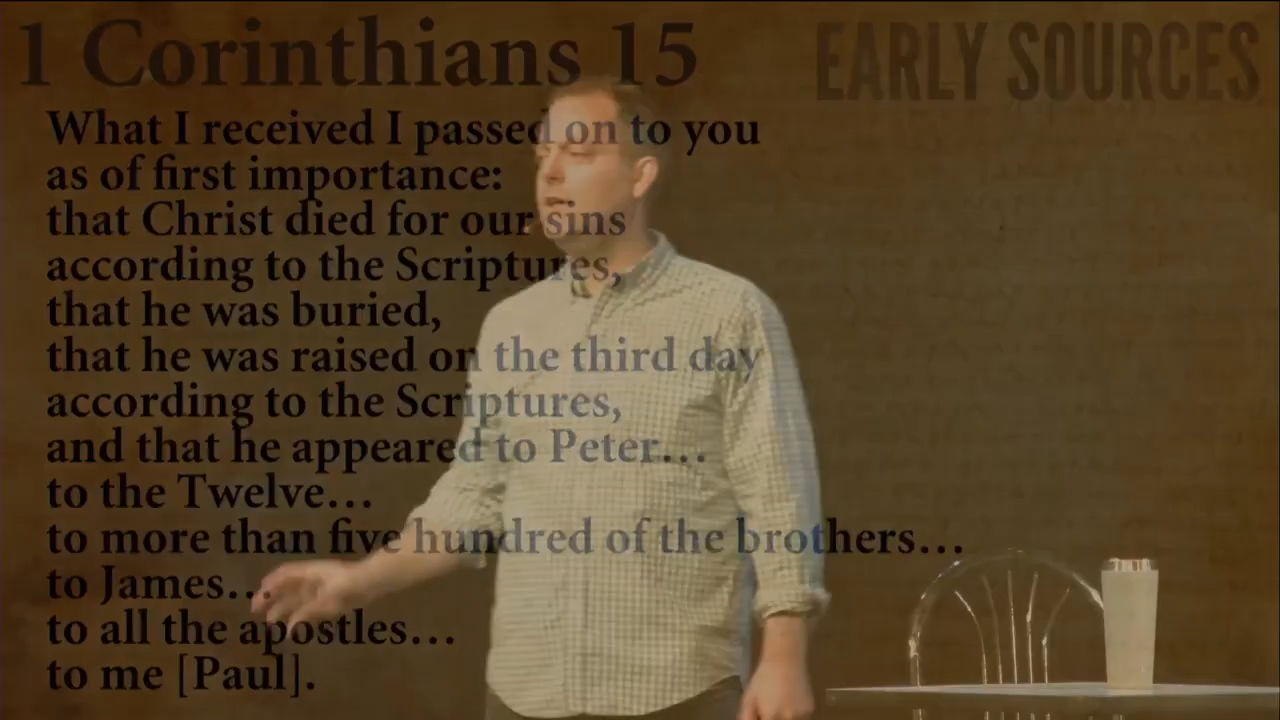 1 Corinthians 15
EARLY SOURCES
What I received I passed on to you
as of first importance:
that Christ died for our sins
according to the Scriptures,
that he was buried,
that he was raised on the third day
according to the Scriptures,
and that he appeared to Peter…
to the Twelve…
to more than five hundred of the brothers…
to James…
to all the apostles…
to me [Paul].